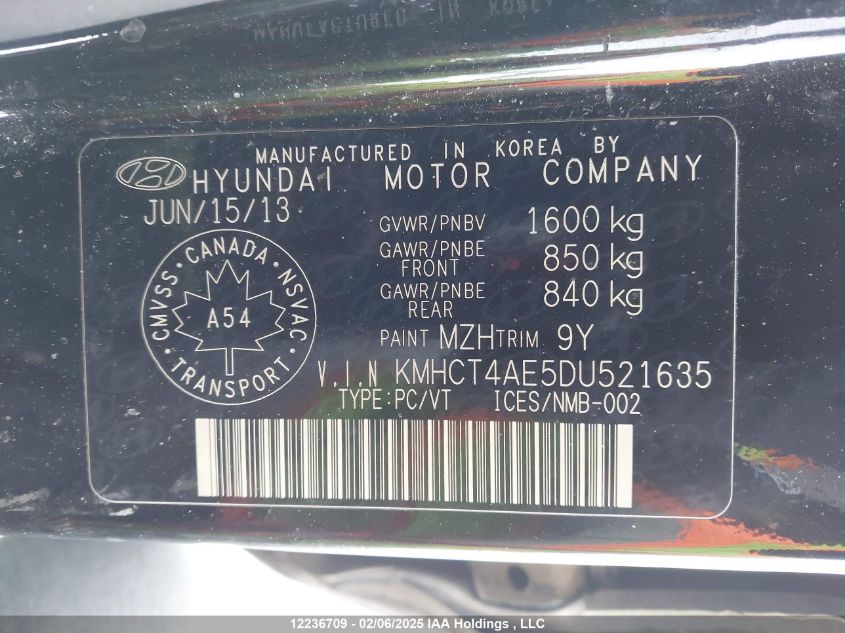 MANUFACTURED IN KOREA BY
HYUNDAI MOTOR COMPANY
JUN/15/13
GVWR/PNBV 1600 kg
GAWR/PNBE FRONT 850 kg
GAWR/PNBE REAR 840 kg
CMVSS · CANADA · NSVAC · TRANSPORT ·
A54
PAINT MZH TRIM 9Y
V.I.N KMHCT4AE5DU521635
TYPE:PC/VT ICES/NMB-002
12236709 - 02/06/2025 IAA Holdings , LLC